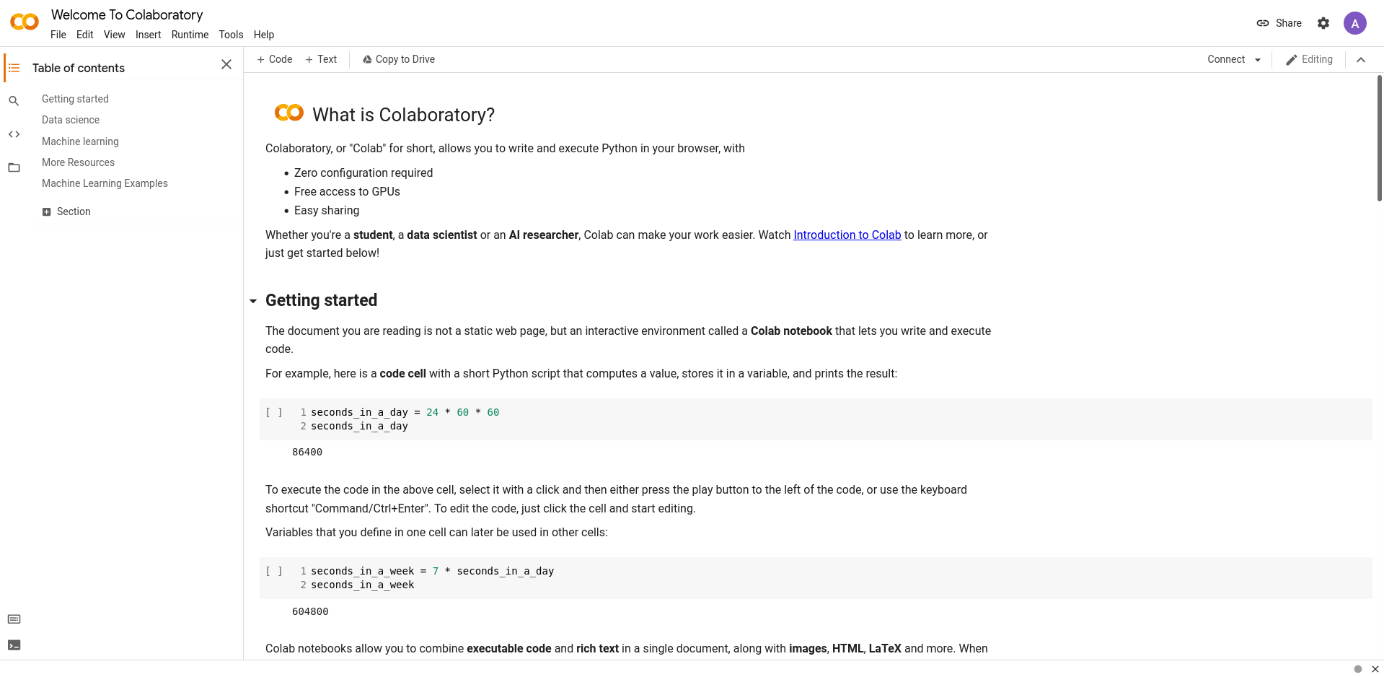 Welcome To Colaboratory
File Edit View Insert Runtime Tools Help
Share
A
Table of contents
Getting started
Data science
Machine learning
More Resources
Machine Learning Examples
Section
+ Code + Text Copy to Drive
Connect
Editing
What is Colaboratory?
Colaboratory, or "Colab" for short, allows you to write and execute Python in your browser, with
• Zero configuration required
• Free access to GPUs
• Easy sharing
Whether you're a student, a data scientist or an AI researcher, Colab can make your work easier. Watch Introduction to Colab to learn more, or
just get started below!
Getting started
The document you are reading is not a static web page, but an interactive environment called a Colab notebook that lets you write and execute
code.
For example, here is a code cell with a short Python script that computes a value, stores it in a variable, and prints the result:
[ ] 1 seconds_in_a_day = 24 * 60 * 60
2 seconds_in_a_day
86400
To execute the code in the above cell, select it with a click and then either press the play button to the left of the code, or use the keyboard
shortcut "Command/Ctrl+Enter". To edit the code, just click the cell and start editing.
Variables that you define in one cell can later be used in other cells:
[ ] 1 seconds_in_a_week = 7 * seconds_in_a_day
2 seconds_in_a_week
604800
Colab notebooks allow you to combine executable code and rich text in a single document, along with images, HTML, LaTeX and more. When